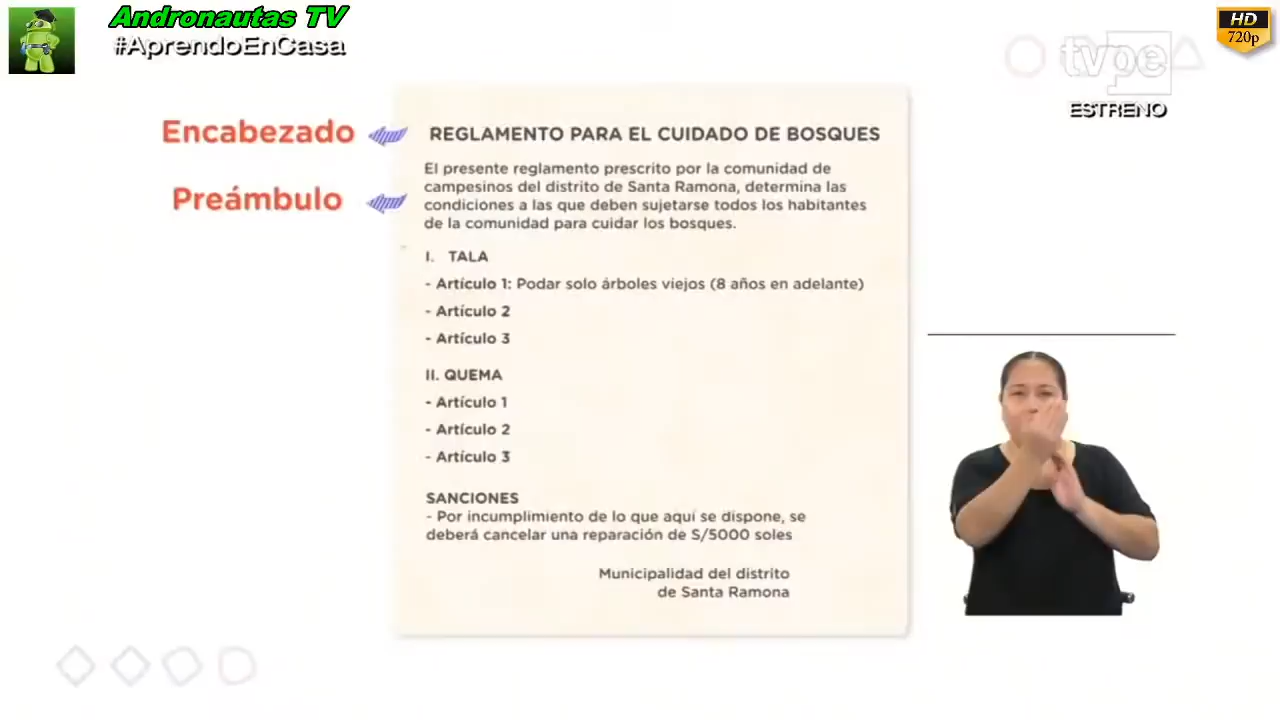 Andronautas TV
#AprendoEnCasa
HD
720p
tvpe
ESTRENO
Encabezado
Preámbulo
REGLAMENTO PARA EL CUIDADO DE BOSQUES
El presente reglamento prescrito por la comunidad de
campesinos del distrito de Santa Ramona, determina las
condiciones a las que deben sujetarse todos los habitantes
de la comunidad para cuidar los bosques.
I. TALA
- Artículo 1: Podar solo árboles viejos (8 años en adelante)
- Artículo 2
- Artículo 3
II. QUEMA
- Artículo 1
- Artículo 2
- Artículo 3
SANCIONES
- Por incumplimiento de lo que aquí se dispone, se
deberá cancelar una reparación de S/5000 soles
Municipalidad del distrito
de Santa Ramona